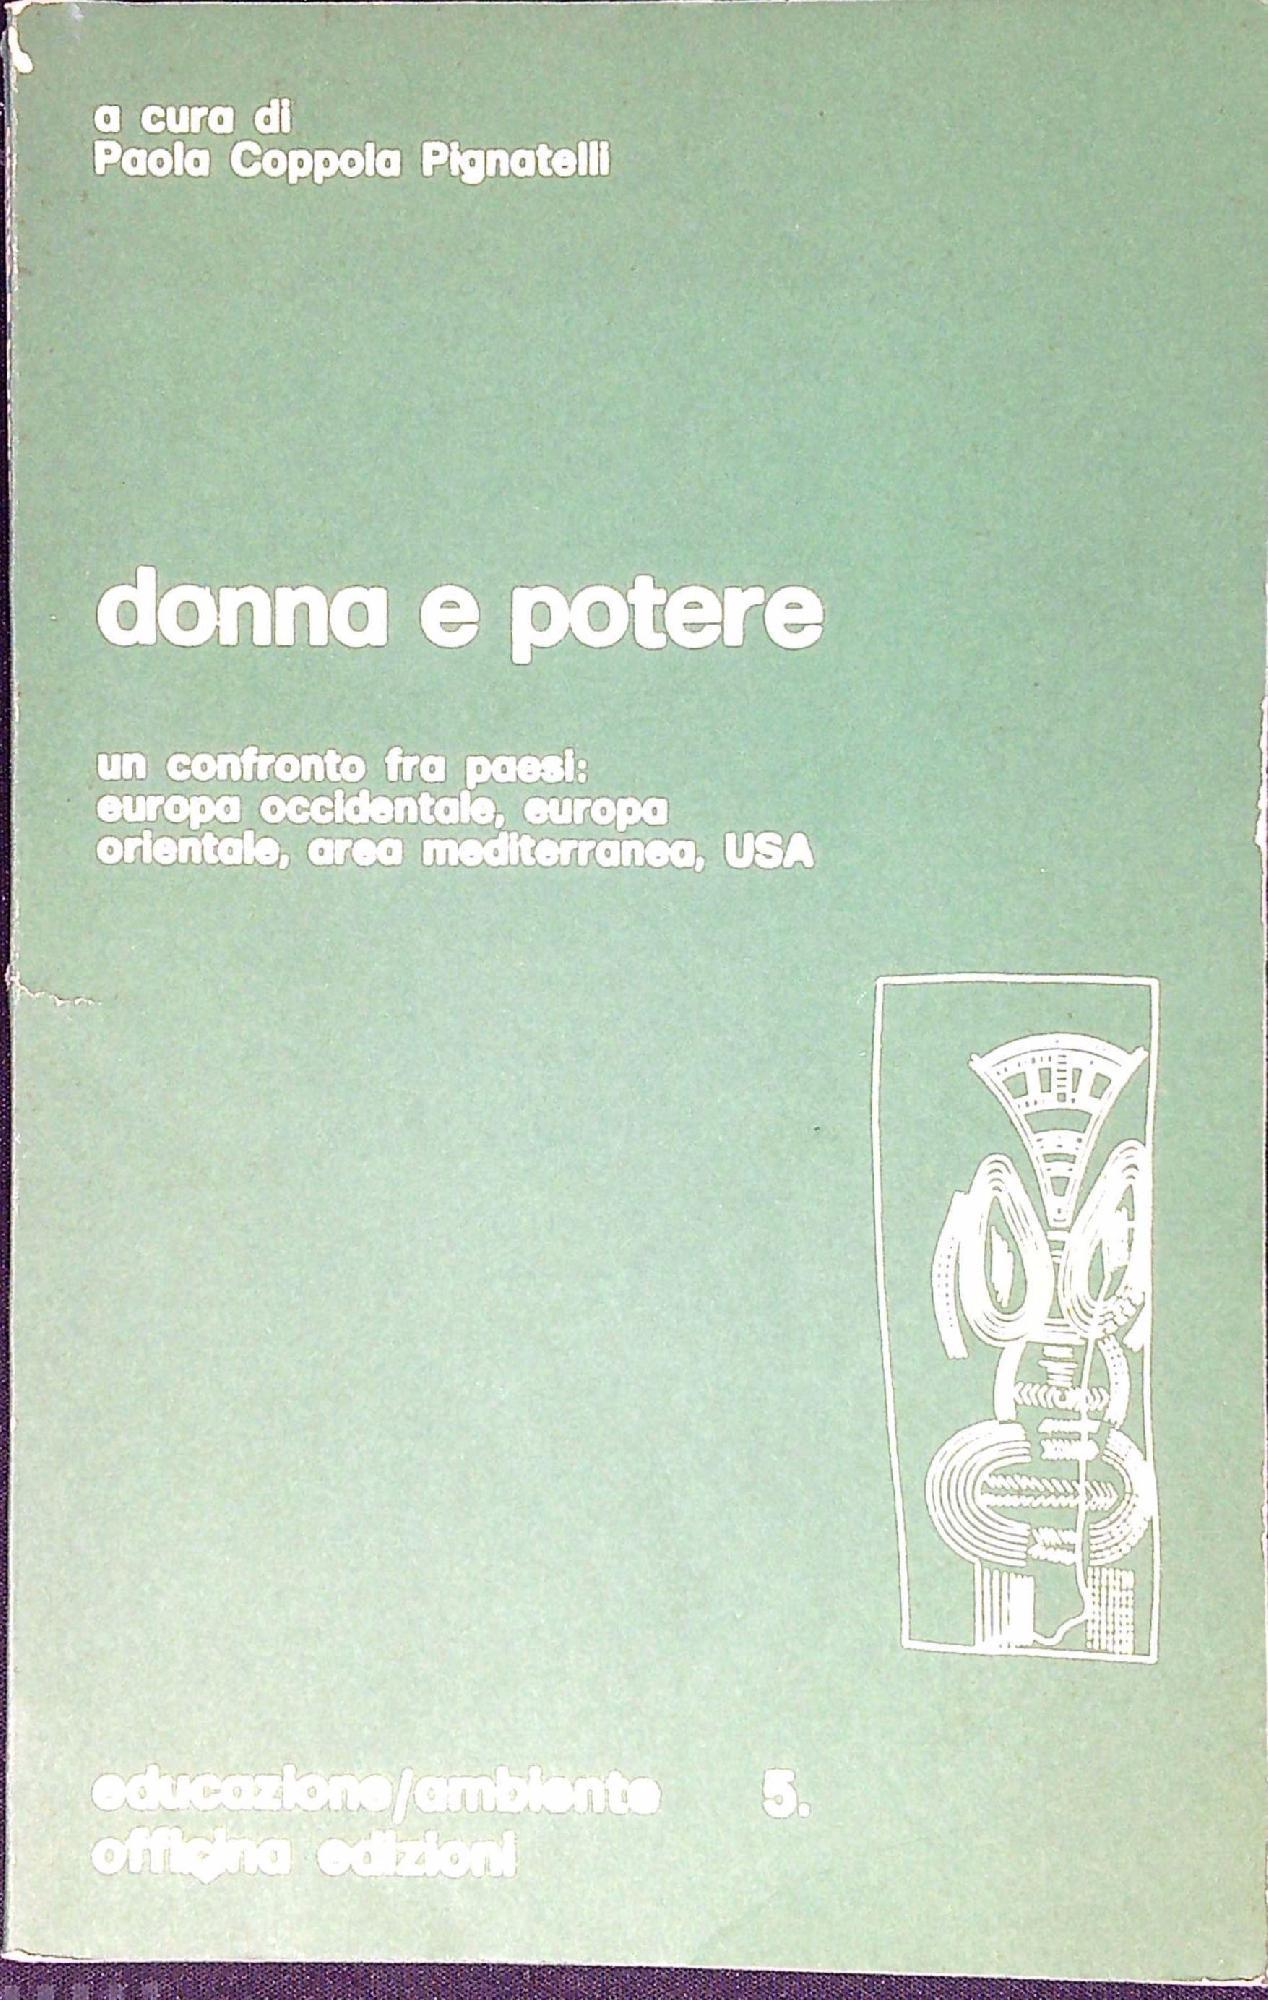 a cura di
Paola Coppola Pignatelli
donna e potere
un confronto fra paesi:
europa occidentale, europa
orientale, area mediterranea, USA
educazione/ambiente 5.
officina edizioni